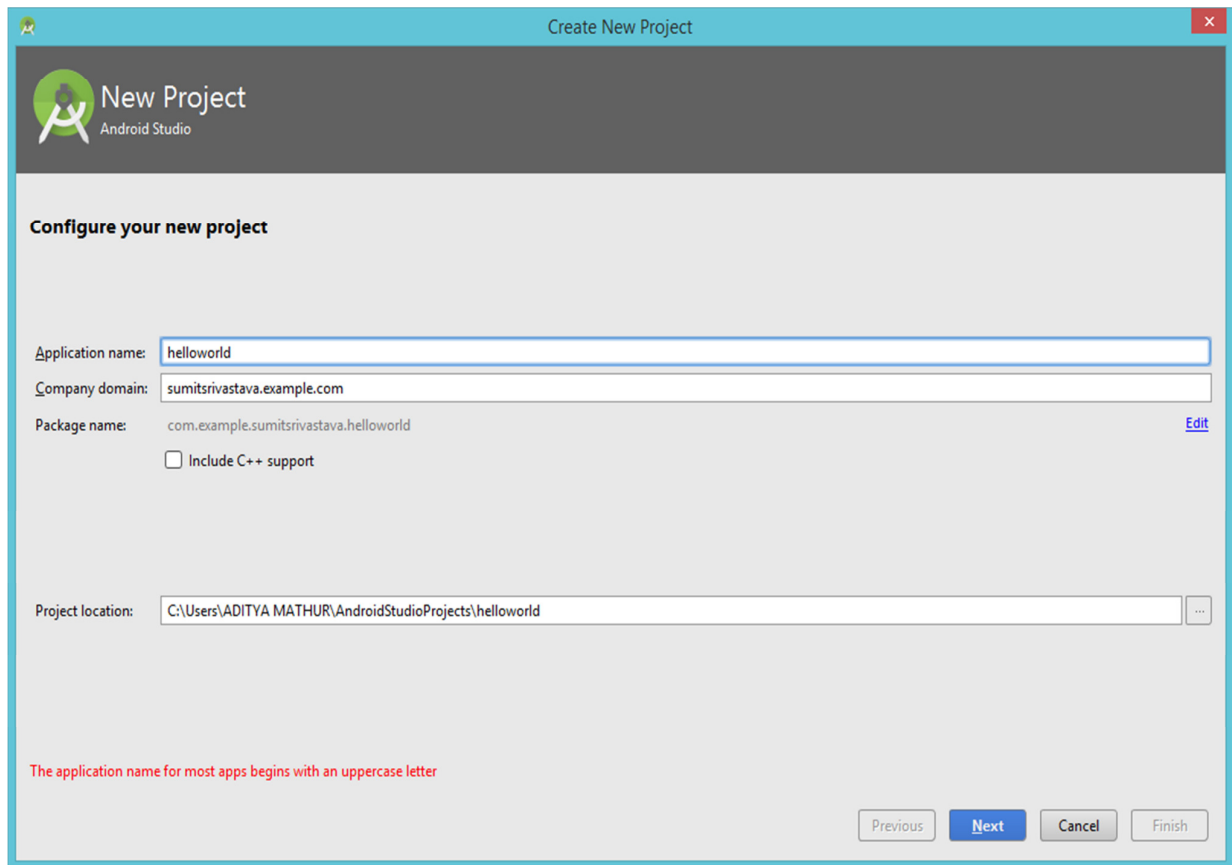 Create New Project
New Project
Android Studio
Configure your new project
Application name: helloworld
Company domain: sumitsrivastava.example.com
Package name: com.example.sumitsrivastava.helloworld Edit
Include C++ support
Project location: C:\Users\ADITYA MATHUR\AndroidStudioProjects\helloworld ...
The application name for most apps begins with an uppercase letter
Previous Next Cancel Finish